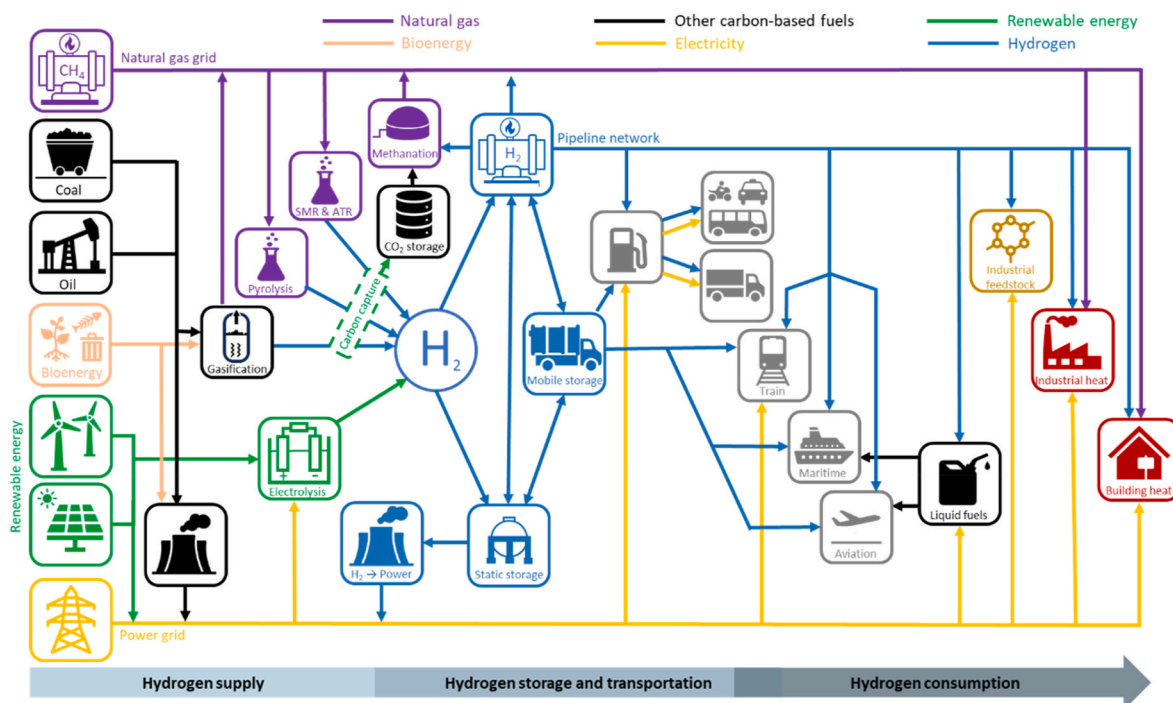 Natural gas
Other carbon-based fuels
Renewable energy
Bioenergy
Electricity
Hydrogen
CH₄
Natural gas grid
Coal
Oil
Bioenergy
Renewable energy
Power grid
Gasification
Pyrolysis
SMR & ATR
Methanation
CO₂ storage
Carbon capture
Electrolysis
+
-
H₂
H₂
Pipeline network
Mobile storage
Static storage
H₂ → Power
Train
Maritime
Aviation
Liquid fuels
Industrial
feedstock
Industrial heat
Building heat
Hydrogen supply
Hydrogen storage and transportation
Hydrogen consumption